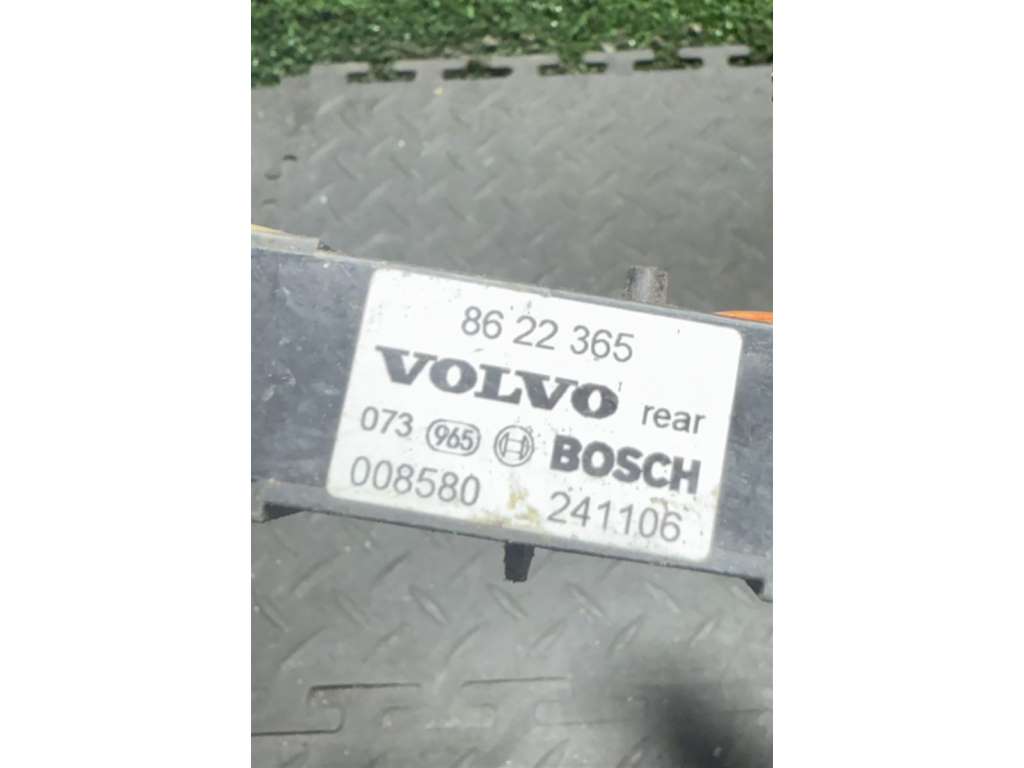 86 22 365
VOLVO rear
073 965 BOSCH
008580 241106